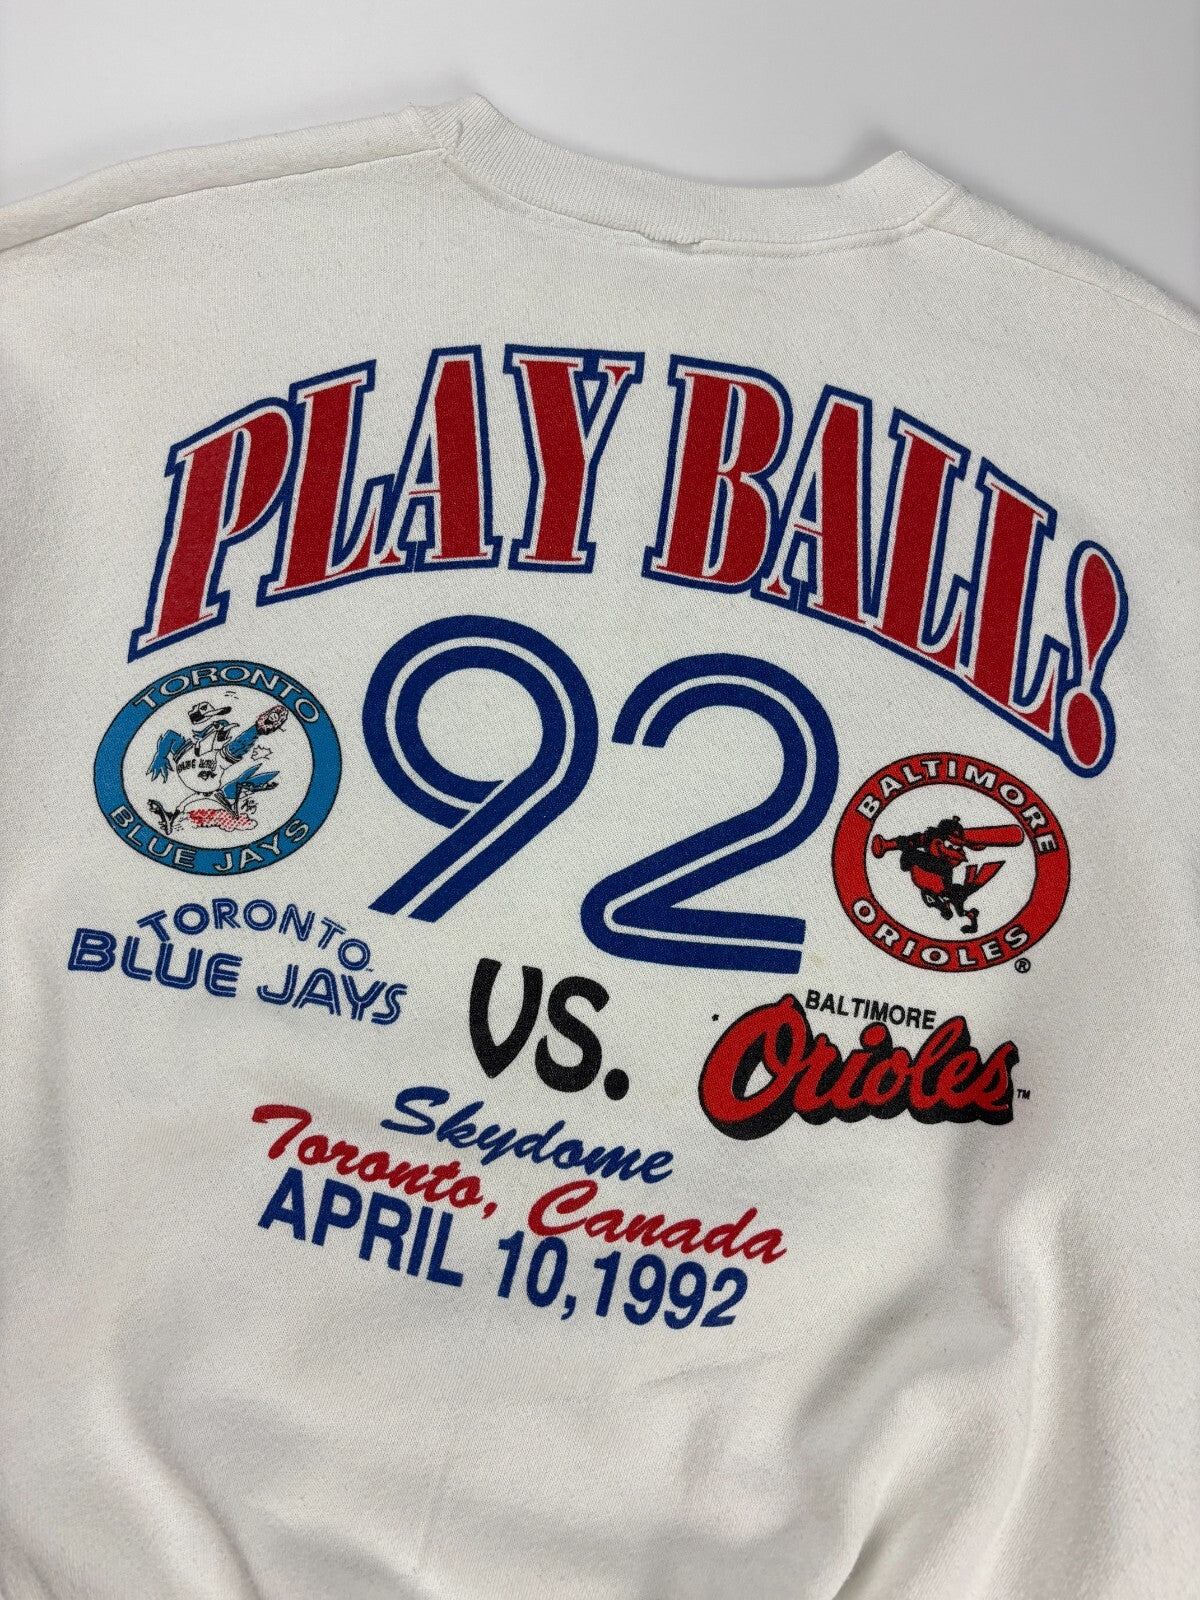 PLAY BALL!
92
TORONTO
BLUE JAYS
BALTIMORE
ORIOLES
®
TORONTO
BLUE JAYS
VS.
BALTIMORE
Orioles
™
Skydome
Toronto, Canada
APRIL 10, 1992